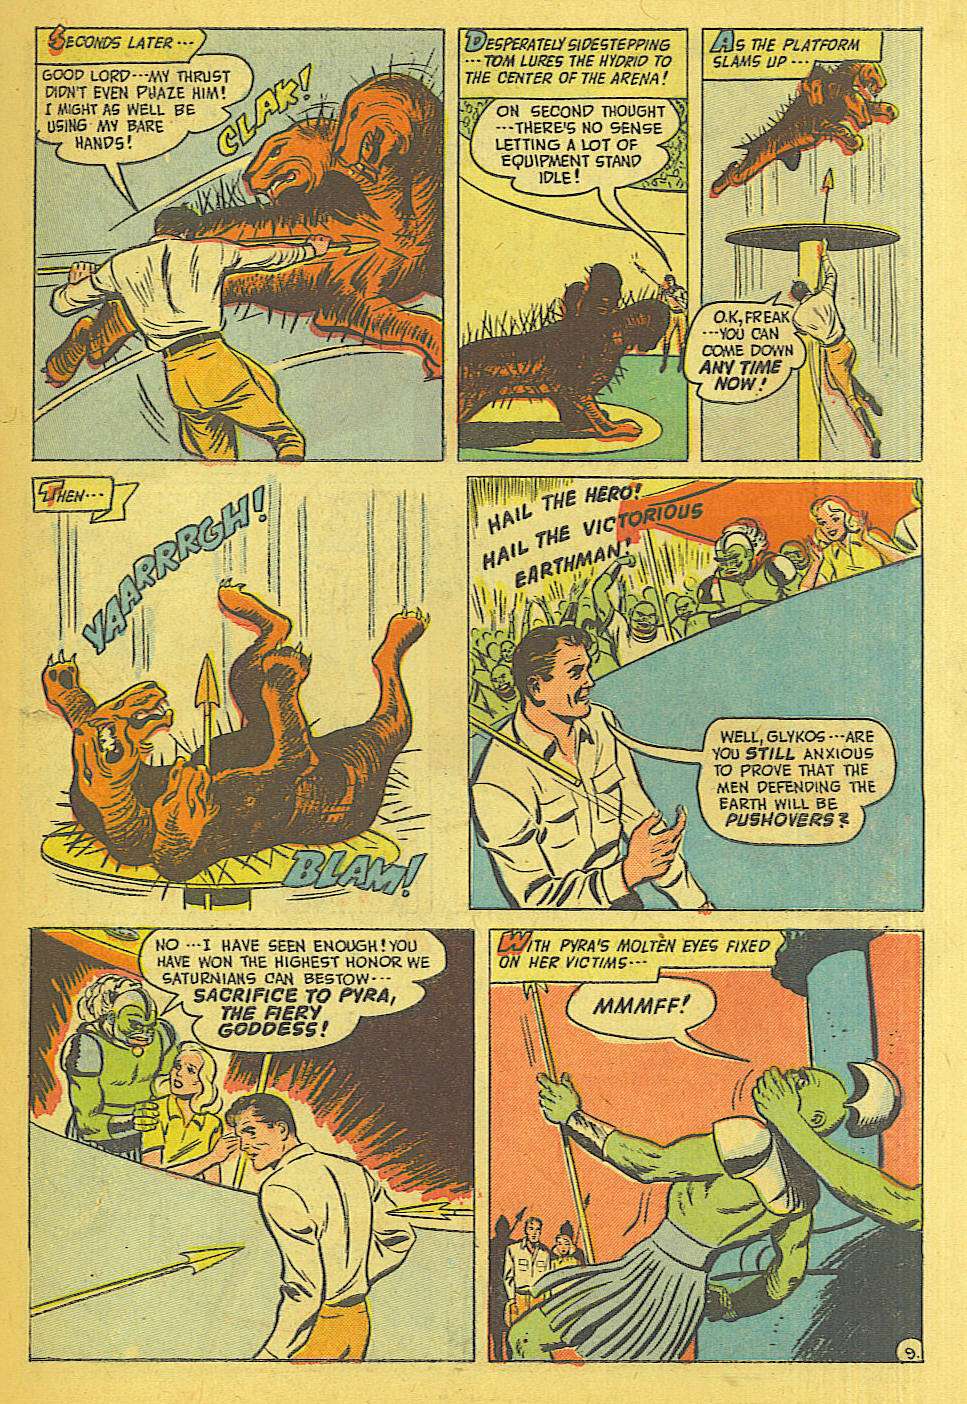 SECONDS LATER---
GOOD LORD---MY THRUST
DIDN'T EVEN PHAZE HIM!
I MIGHT AS WELL BE
USING MY BARE
HANDS!
CLAK!
DESPERATELY SIDESTEPPING
---TOM LURES THE HYDRID TO
THE CENTER OF THE ARENA!
ON SECOND THOUGHT
---THERE'S NO SENSE
LETTING A LOT OF
EQUIPMENT STAND
IDLE!
AS THE PLATFORM
SLAMS UP---
O.K, FREAK
---YOU CAN
COME DOWN
ANY TIME
NOW!
THEN---
YAARRRGH!
BLAM!
HAIL THE HERO!
HAIL THE VICTORIOUS
EARTHMAN!
WELL, GLYKOS---ARE
YOU STILL ANXIOUS
TO PROVE THAT THE
MEN DEFENDING THE
EARTH WILL BE
PUSHOVERS?
NO ---I HAVE SEEN ENOUGH! YOU
HAVE WON THE HIGHEST HONOR WE
SATURNIANS CAN BESTOW---
SACRIFICE TO PYRA,
THE FIERY
GODDESS!
WITH PYRA'S MOLTEN EYES FIXED
ON HER VICTIMS---
MMMFF!
9.